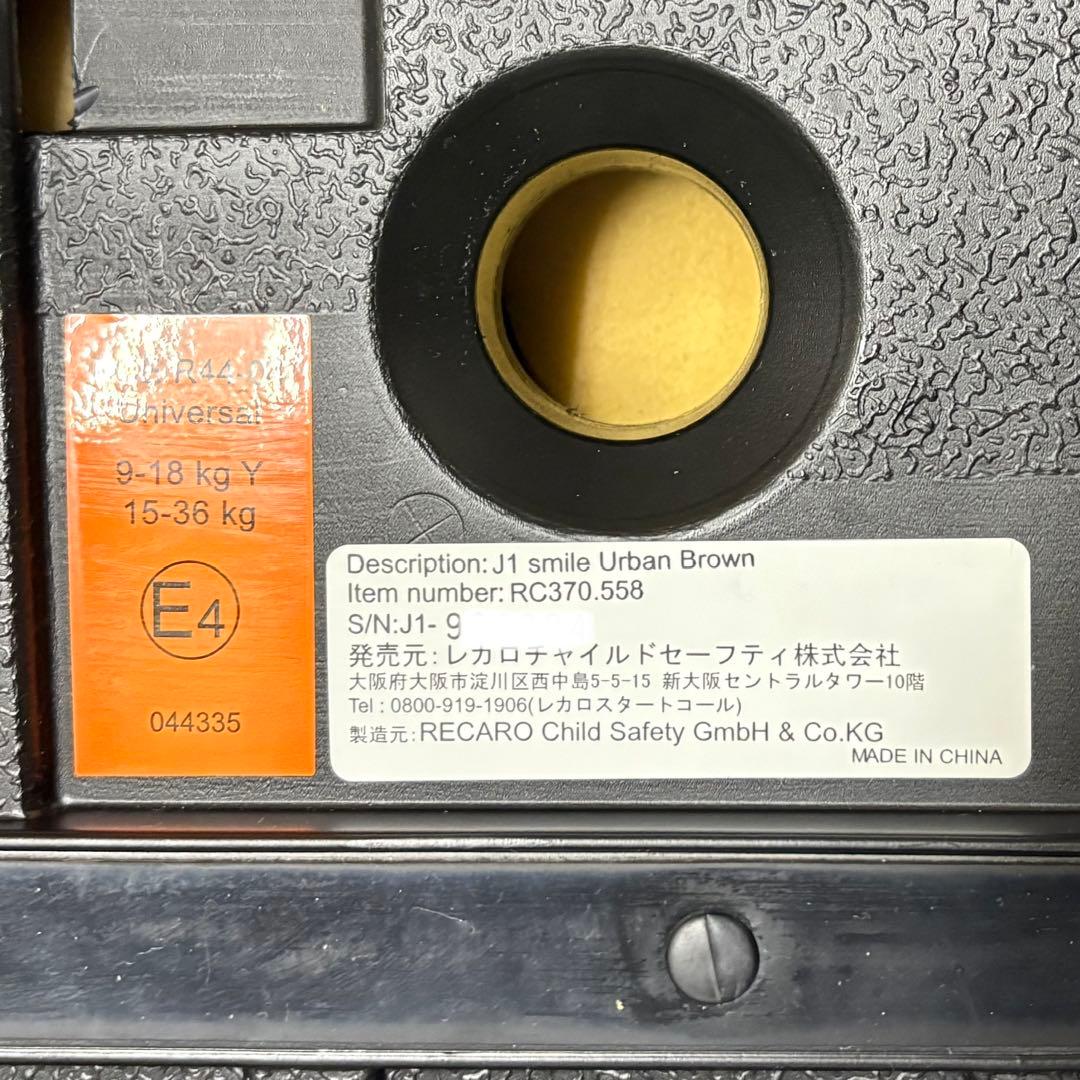 R44-04
Universal
9-18 kg Y
15-36 kg
E4
044335
Description: J1 smile Urban Brown
Item number: RC370.558
S/N:J1- 9
発売元: レカロチャイルドセーフティ株式会社
大阪府大阪市淀川区西中島5-5-15 新大阪セントラルタワー10階
Tel : 0800-919-1906(レカロスタートコール)
製造元: RECARO Child Safety GmbH & Co.KG
MADE IN CHINA